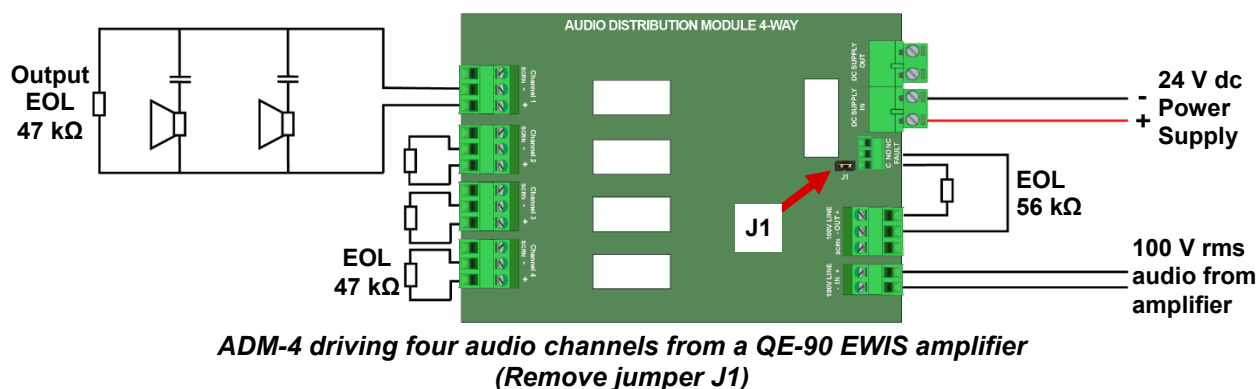 AUDIO DISTRIBUTION MODULE 4-WAY
Output
EOL
47 kΩ
Channel 1
SCRN - +
Channel 2
SCRN - +
Channel 3
SCRN - +
Channel 4
SCRN - +
EOL
47 kΩ
DC SUPPLY
OUT
DC SUPPLY
IN
- 24 V dc
Power
+ Supply
FAULT
C NO NC
J1
J1
EOL
56 kΩ
100V LINE
SCRN - OUT +
100V LINE
- IN +
100 V rms
audio from
amplifier
ADM-4 driving four audio channels from a QE-90 EWIS amplifier
(Remove jumper J1)